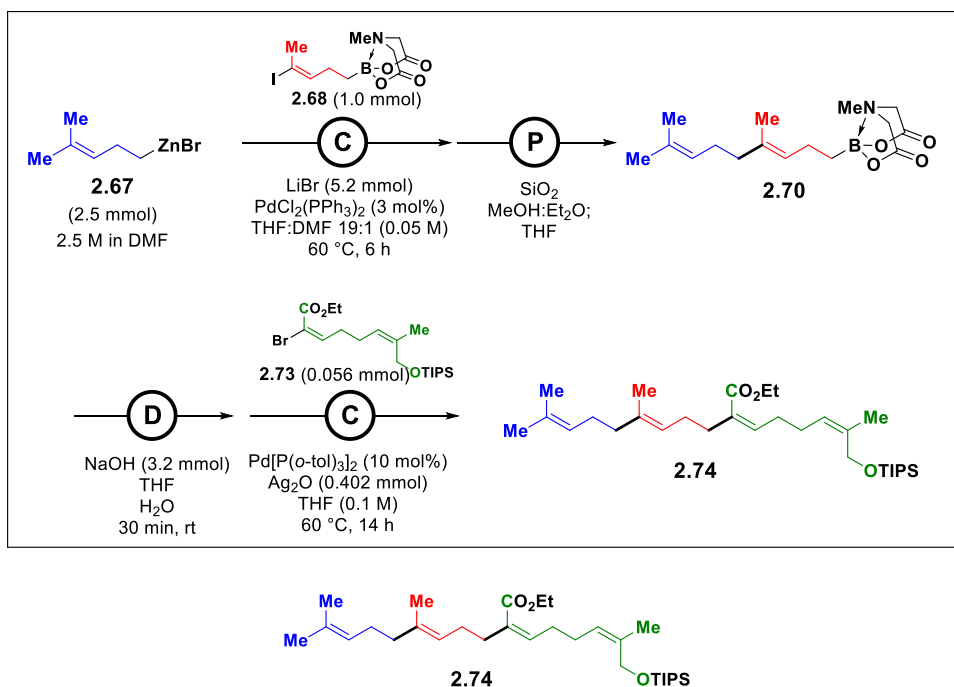 Me
I
MeN
B
O
O
O
O
2.68 (1.0 mmol)
Me
Me
ZnBr
2.67
(2.5 mmol)
2.5 M in DMF
C
LiBr (5.2 mmol)
PdCl2(PPh3)2 (3 mol%)
THF:DMF 19:1 (0.05 M)
60 °C, 6 h
P
SiO2
MeOH:Et2O;
THF
Me
Me
Me
MeN
B
O
O
O
O
2.70
CO2Et
Br
Me
OTIPS
2.73 (0.056 mmol)
D
NaOH (3.2 mmol)
THF
H2O
30 min, rt
C
Pd[P(o-tol)3]2 (10 mol%)
Ag2O (0.402 mmol)
THF (0.1 M)
60 °C, 14 h
Me
Me
Me
CO2Et
Me
OTIPS
2.74
Me
Me
Me
CO2Et
Me
OTIPS
2.74